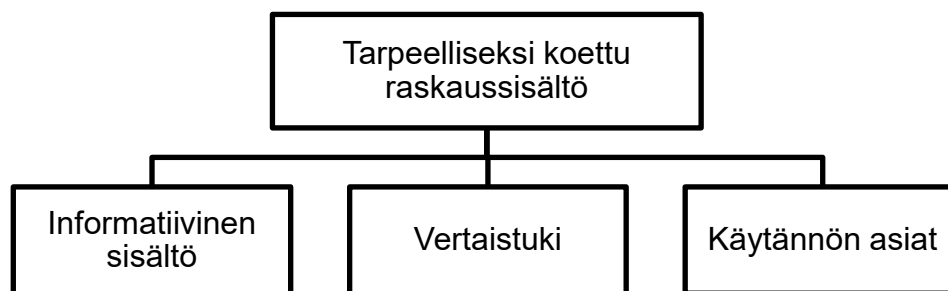 Tarpeelliseksi koettu
raskaussisältö
Informatiivinen
sisältö
Vertaistuki
Käytännön asiat